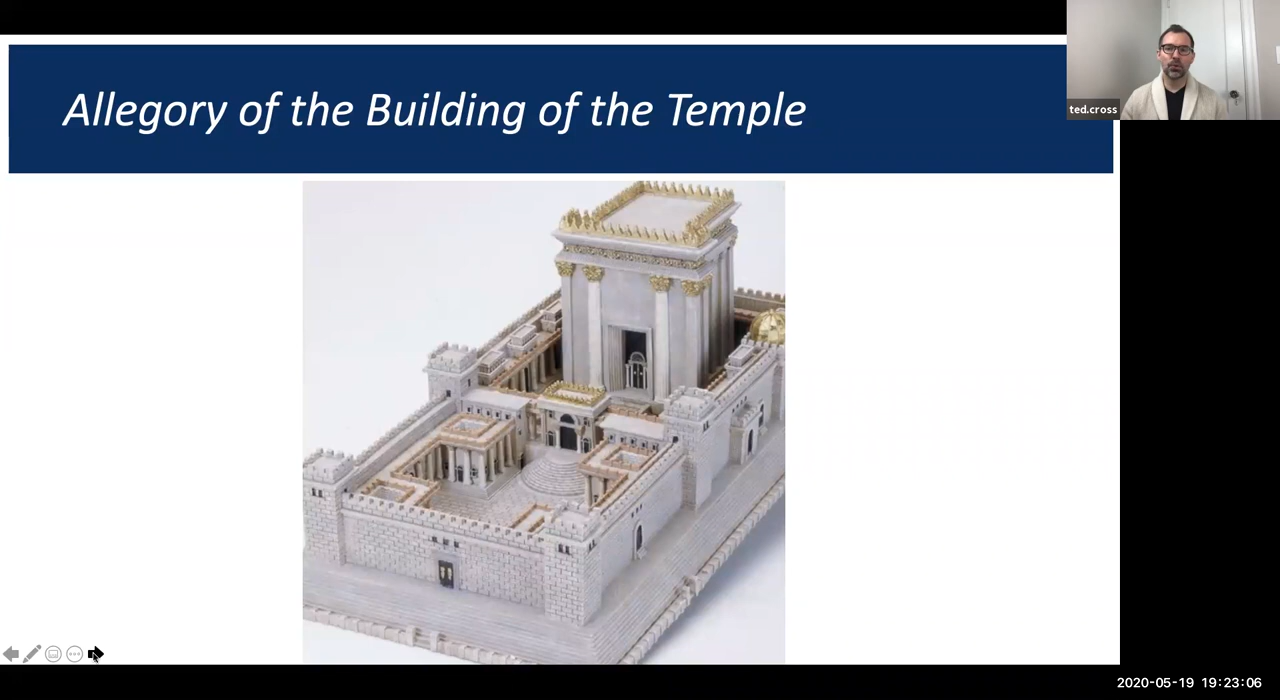 Allegory of the Building of the Temple
ted.cross
2020-05-19 19:23:06